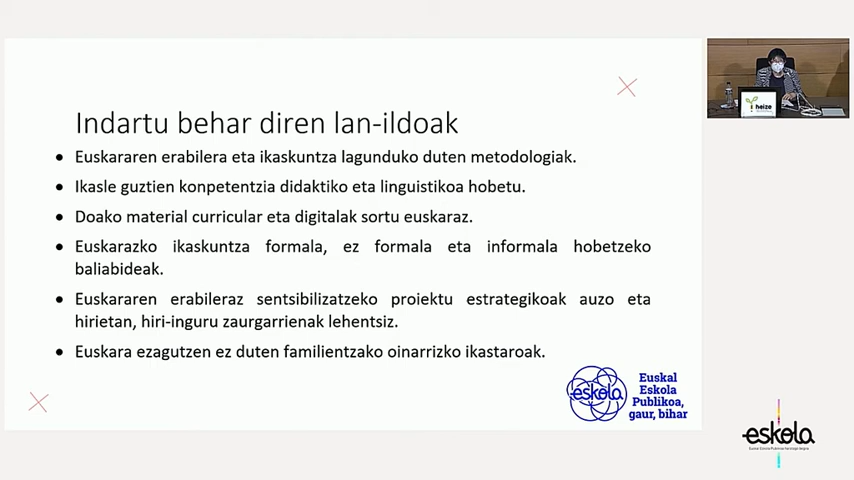 Indartu behar diren lan-ildoak
• Euskararen erabilera eta ikaskuntza lagunduko duten metodologiak.
• Ikasle guztien konpetentzia didaktiko eta linguistikoa hobetu.
• Doako material curricular eta digitalak sortu euskaraz.
• Euskarazko ikaskuntza formala, ez formala eta informala hobetzeko
baliabideak.
• Euskararen erabileraz sentsibilizatzeko proiektu estrategikoak auzo eta
hirietan, hiri-inguru zaurgarrienak lehentsiz.
• Euskara ezagutzen ez duten familientzako oinarrizko ikastaroak.
eskola
Euskal
Eskola
Publikoa,
gaur, bihar
heize
eskola